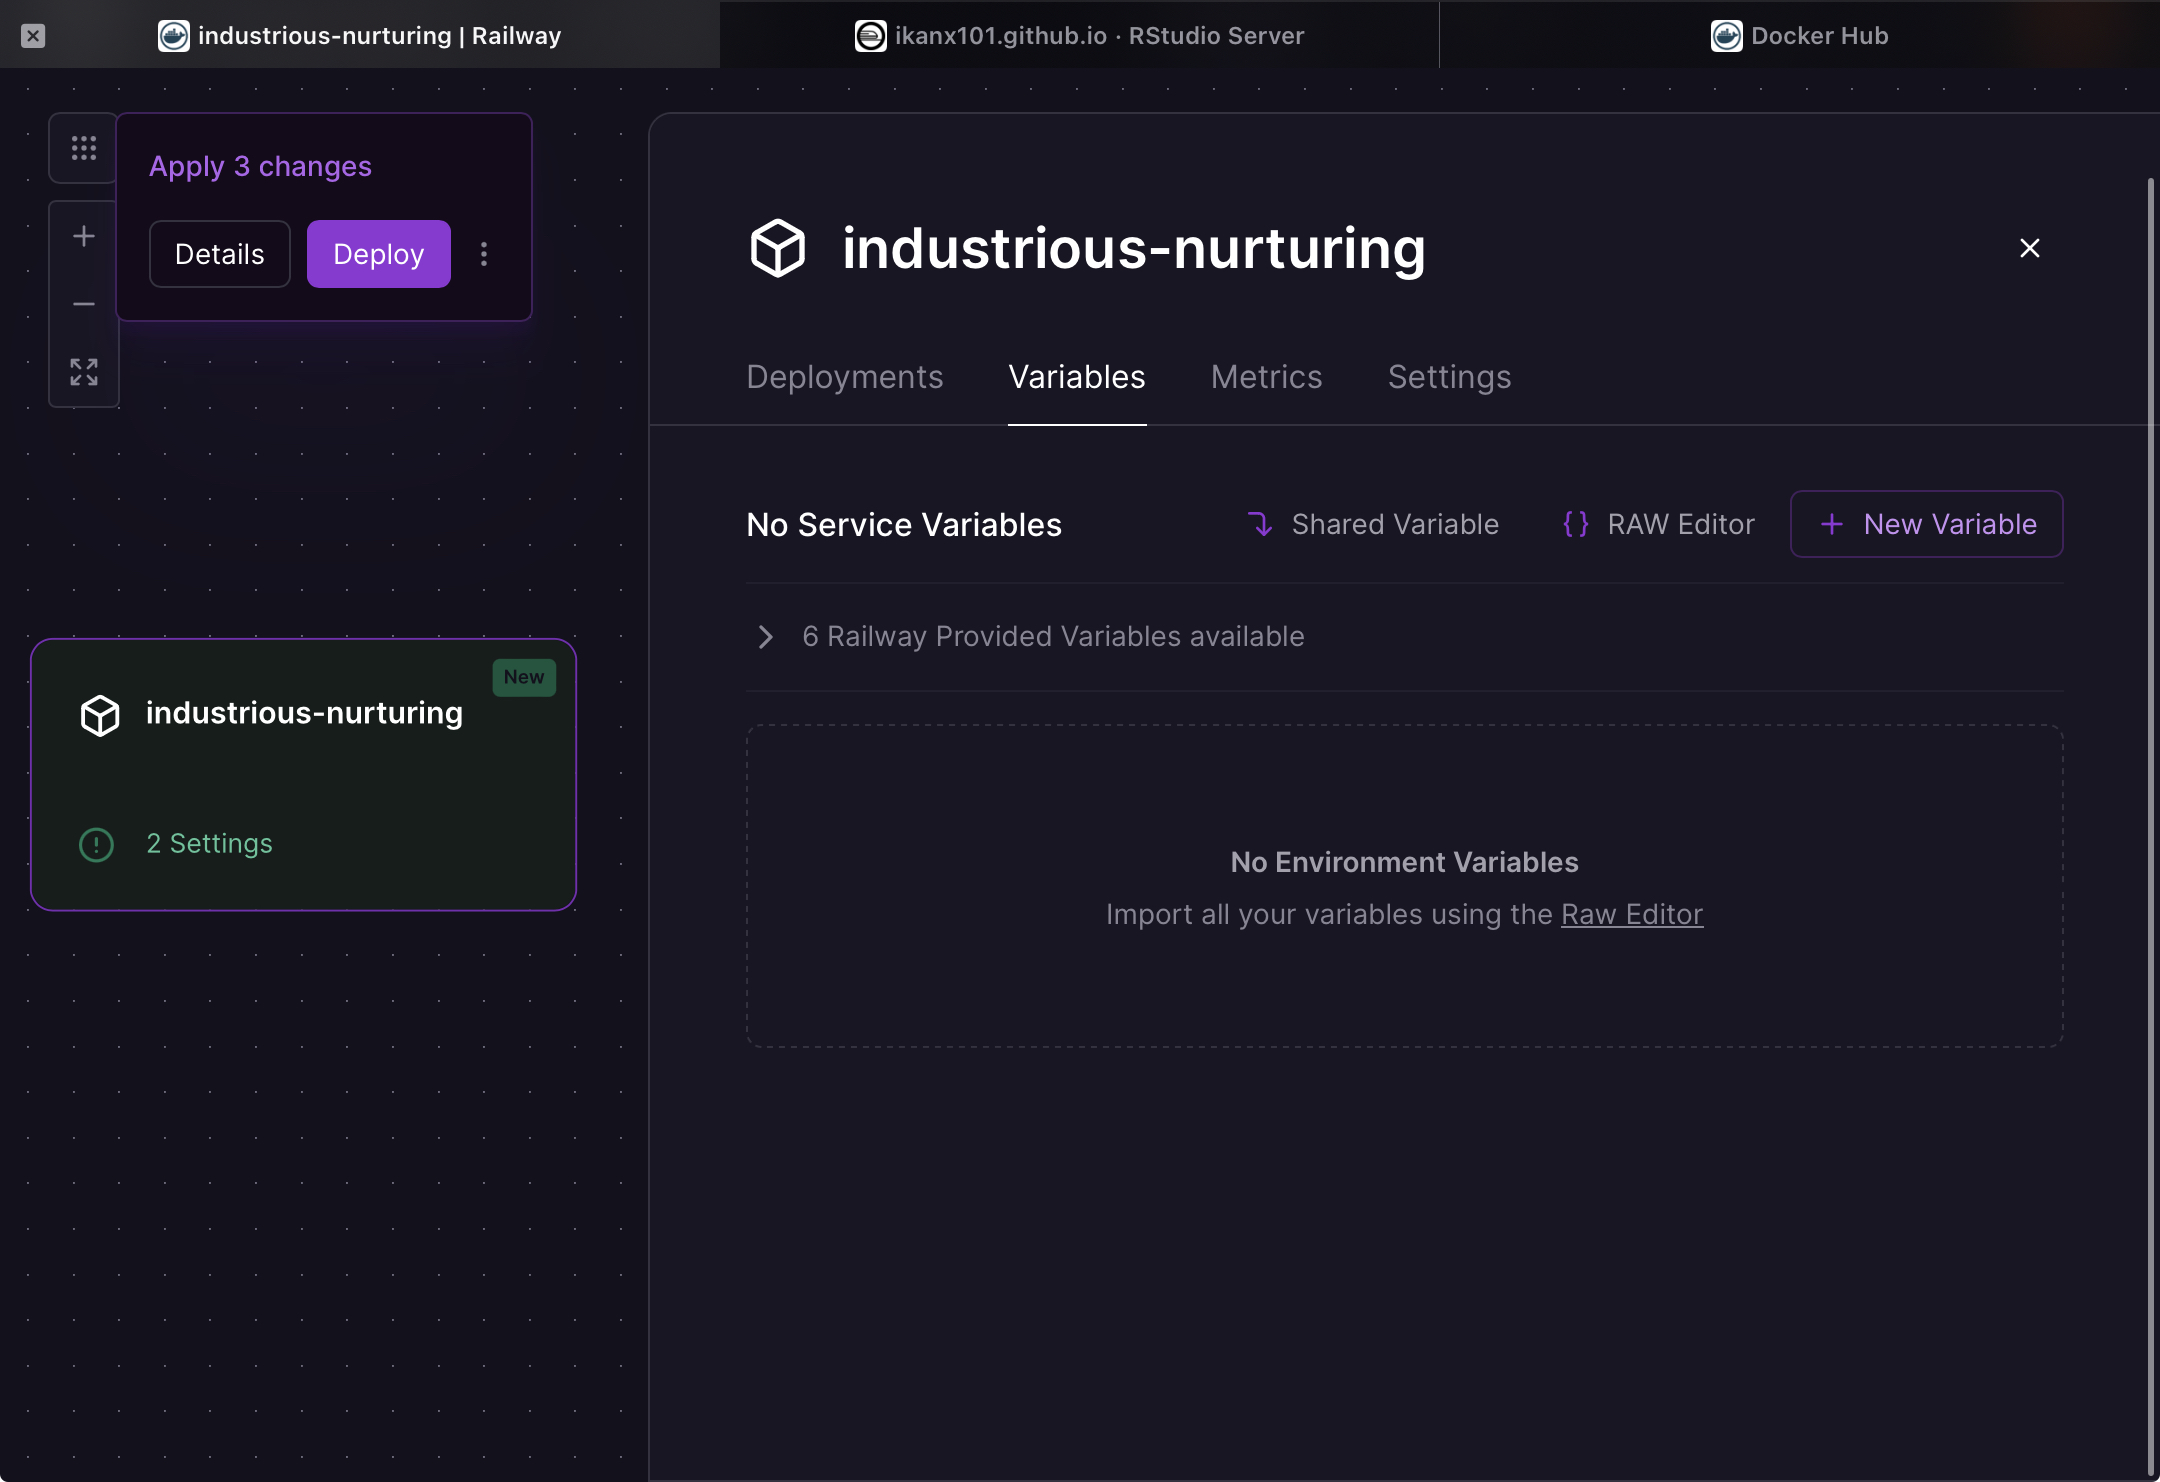 industrious-nurturing | Railway
ikanx101.github.io · RStudio Server
Docker Hub
Apply 3 changes
Details
Deploy
industrious-nurturing
Deployments
Variables
Metrics
Settings
No Service Variables
Shared Variable
{} RAW Editor
+ New Variable
6 Railway Provided Variables available
New
industrious-nurturing
2 Settings
No Environment Variables
Import all your variables using the Raw Editor